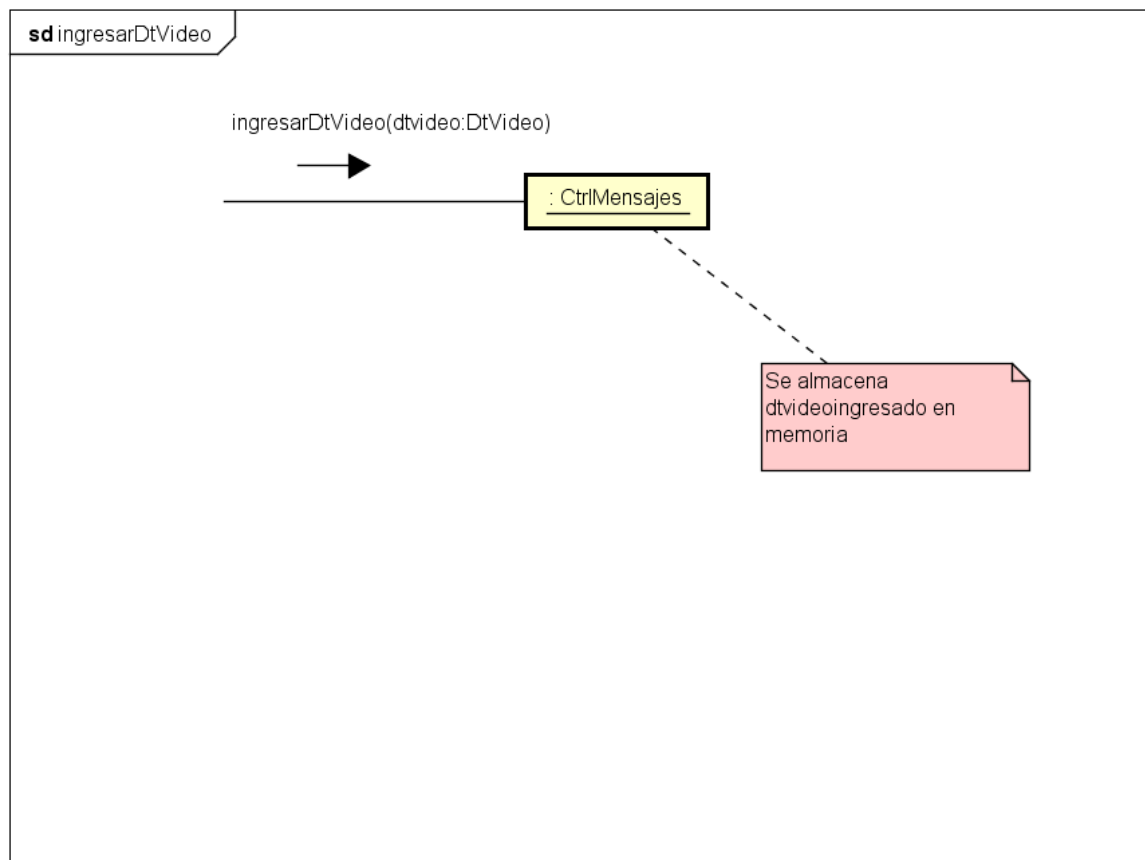 sd ingresarDtVideo
ingresarDtVideo(dtvideo:DtVideo)
: CtrlMensajes
Se almacena
dtvideoingresado en
memoria